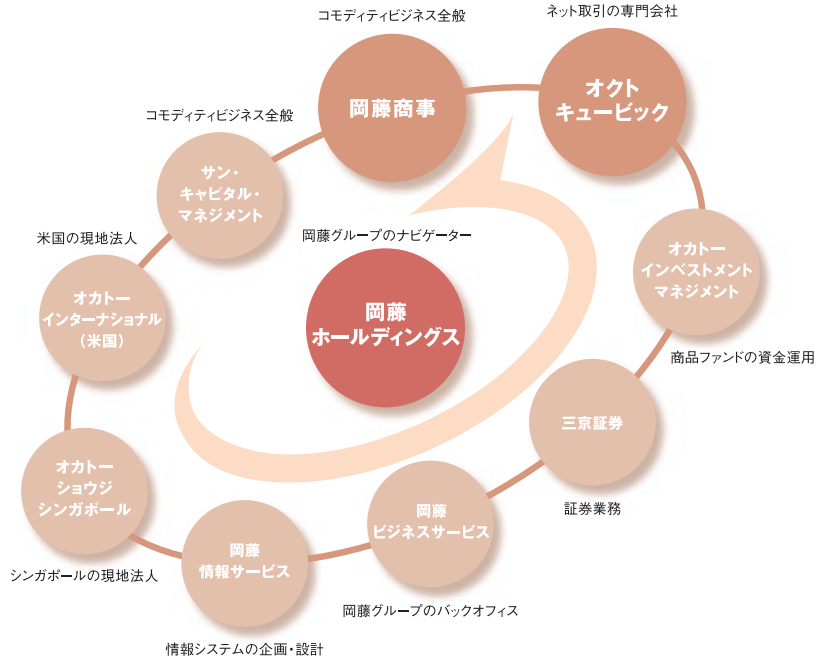 コモディティビジネス全般
岡藤商事
ネット取引の専門会社
オクト
キュービック
オカトー
インベストメント
マネジメント
商品ファンドの資金運用
三京証券
証券業務
岡藤
ビジネスサービス
岡藤グループのバックオフィス
岡藤
情報サービス
情報システムの企画・設計
オカトー
ショウジ
シンガポール
シンガポールの現地法人
米国の現地法人
オカトー
インターナショナル
（米国）
コモディティビジネス全般
サン・
キャピタル・
マネジメント
岡藤グループのナビゲーター
岡藤
ホールディングス